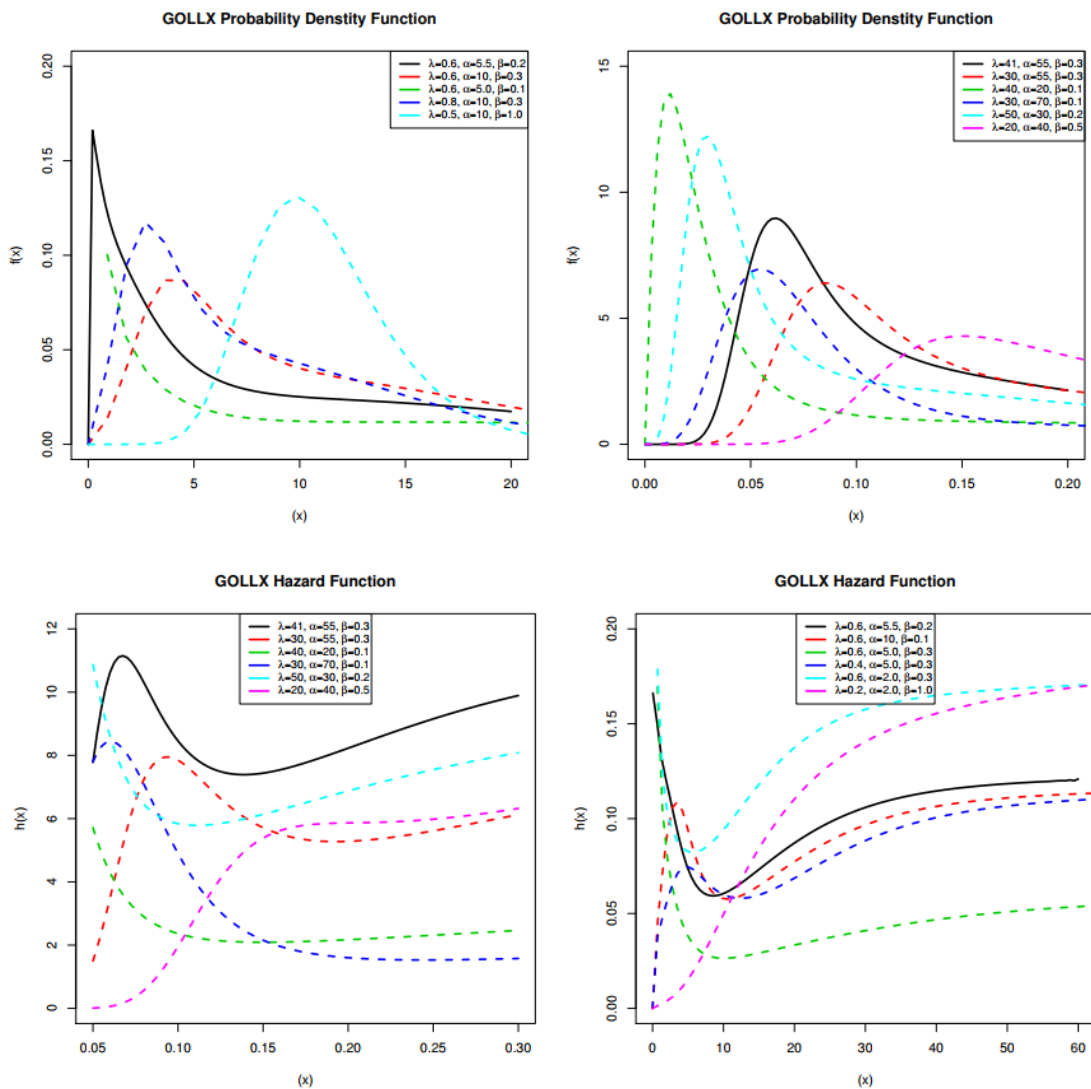 GOLLX Probability Denstity Function
λ=0.6, α=5.5, β=0.2
λ=0.6, α=10, β=0.3
λ=0.6, α=5.0, β=0.1
λ=0.8, α=10, β=0.3
λ=0.5, α=10, β=1.0
f(x)
0.00
0.05
0.10
0.15
0.20
0
5
10
15
20
(x)
GOLLX Probability Denstity Function
λ=41, α=55, β=0.3
λ=30, α=55, β=0.3
λ=40, α=20, β=0.1
λ=30, α=70, β=0.1
λ=50, α=30, β=0.2
λ=20, α=40, β=0.5
f(x)
0
5
10
15
0.00
0.05
0.10
0.15
0.20
(x)
GOLLX Hazard Function
λ=41, α=55, β=0.3
λ=30, α=55, β=0.3
λ=40, α=20, β=0.1
λ=30, α=70, β=0.1
λ=50, α=30, β=0.2
λ=20, α=40, β=0.5
h(x)
0
2
4
6
8
10
12
0.05
0.10
0.15
0.20
0.25
0.30
(x)
GOLLX Hazard Function
λ=0.6, α=5.5, β=0.2
λ=0.6, α=10, β=0.1
λ=0.6, α=5.0, β=0.3
λ=0.4, α=5.0, β=0.3
λ=0.6, α=2.0, β=0.3
λ=0.2, α=2.0, β=1.0
h(x)
0.00
0.05
0.10
0.15
0.20
0
10
20
30
40
50
60
(x)